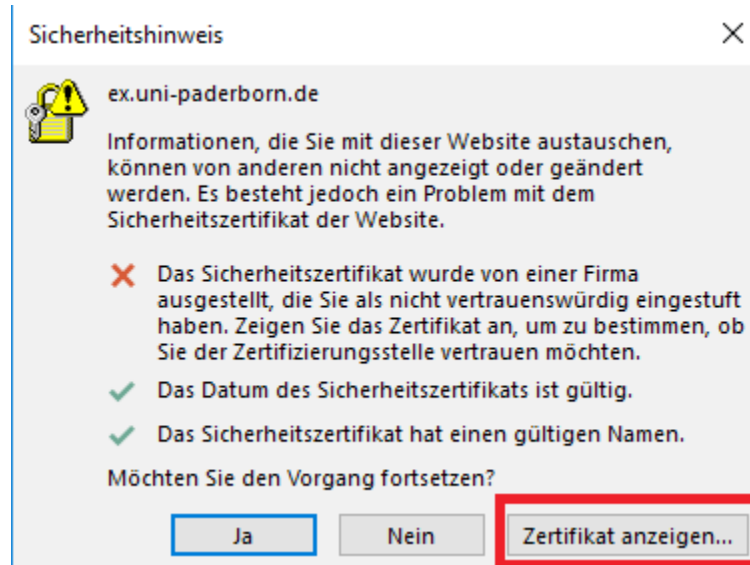 Sicherheitshinweis
ex.uni-paderborn.de
Informationen, die Sie mit dieser Website austauschen,
können von anderen nicht angezeigt oder geändert
werden. Es besteht jedoch ein Problem mit dem
Sicherheitszertifikat der Website.
Das Sicherheitszertifikat wurde von einer Firma
ausgestellt, die Sie als nicht vertrauenswürdig eingestuft
haben. Zeigen Sie das Zertifikat an, um zu bestimmen, ob
Sie der Zertifizierungsstelle vertrauen möchten.
Das Datum des Sicherheitszertifikats ist gültig.
Das Sicherheitszertifikat hat einen gültigen Namen.
Möchten Sie den Vorgang fortsetzen?
Ja Nein Zertifikat anzeigen...